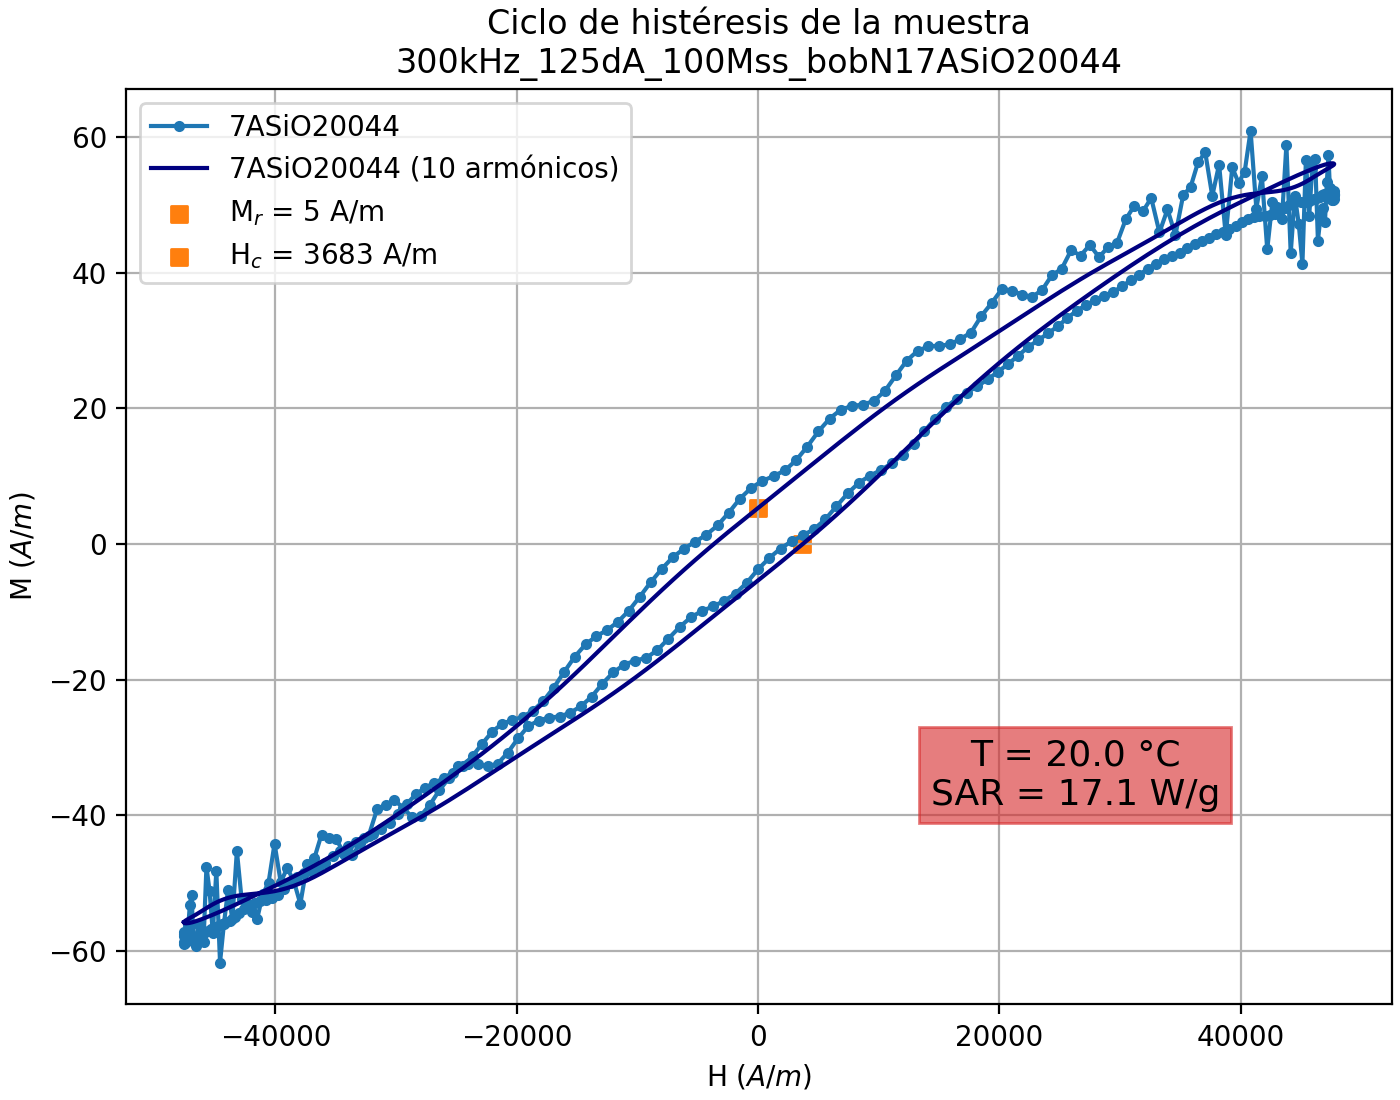 Ciclo de histéresis de la muestra
300kHz_125dA_100Mss_bobN17ASiO20044
7ASiO20044
7ASiO20044 (10 armónicos)
Mᵣ = 5 A/m
H_c = 3683 A/m
60
40
20
0
−20
−40
−60
M (A/m)
T = 20.0 °C
SAR = 17.1 W/g
−40000
−20000
0
20000
40000
H (A/m)